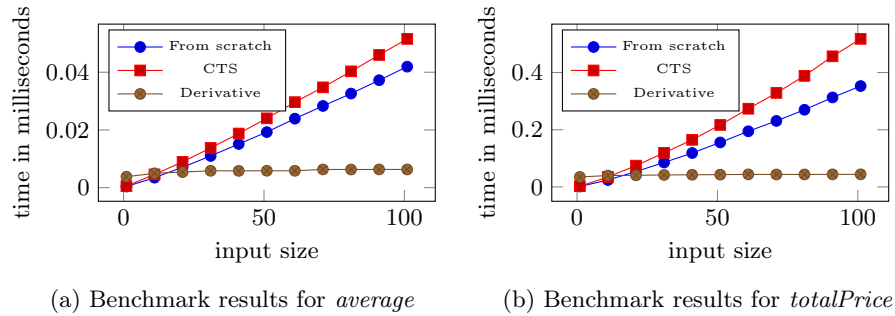 From scratch
CTS
Derivative
0.04
0.02
0
0
50
100
time in milliseconds
input size
(a) Benchmark results for average
From scratch
CTS
Derivative
0.4
0.2
0
0
50
100
time in milliseconds
input size
(b) Benchmark results for totalPrice